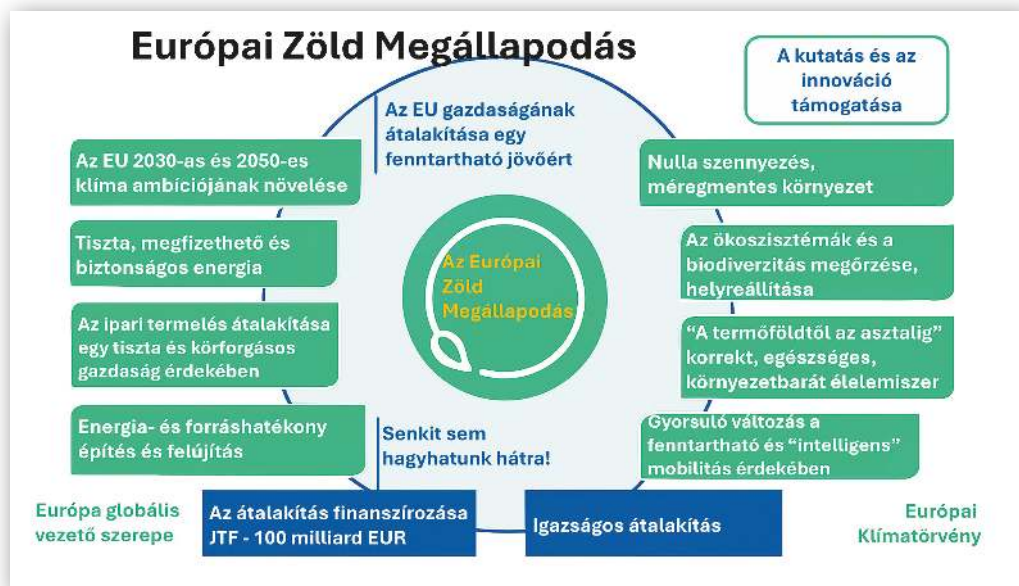 Európai Zöld Megállapodás
A kutatás és az
innováció
támogatása
Az EU gazdaságának
átalakítása egy
fenntartható jövőért
Az EU 2030-as és 2050-es
klíma ambíciójának növelése
Tiszta, megfizethető és
biztonságos energia
Az ipari termelés átalakítása
egy tiszta és körforgásos
gazdaság érdekében
Energia- és forráshatékony
építés és felújítás
Az Európai
Zöld
Megállapodás
Nulla szennyezés,
méregmentes környezet
Az ökoszisztémák és a
biodiverzitás megőrzése,
helyreállítása
“A termőföldtől az asztalig”
korrekt, egészséges,
környezetbarát élelemiszer
Gyorsuló változás a
fenntartható és “intelligens”
mobilitás érdekében
Senkit sem
hagyhatunk hátra!
Európa globális
vezető szerepe
Az átalakítás finanszírozása
JTF - 100 milliard EUR
Igazságos átalakítás
Európai
Klímatörvény